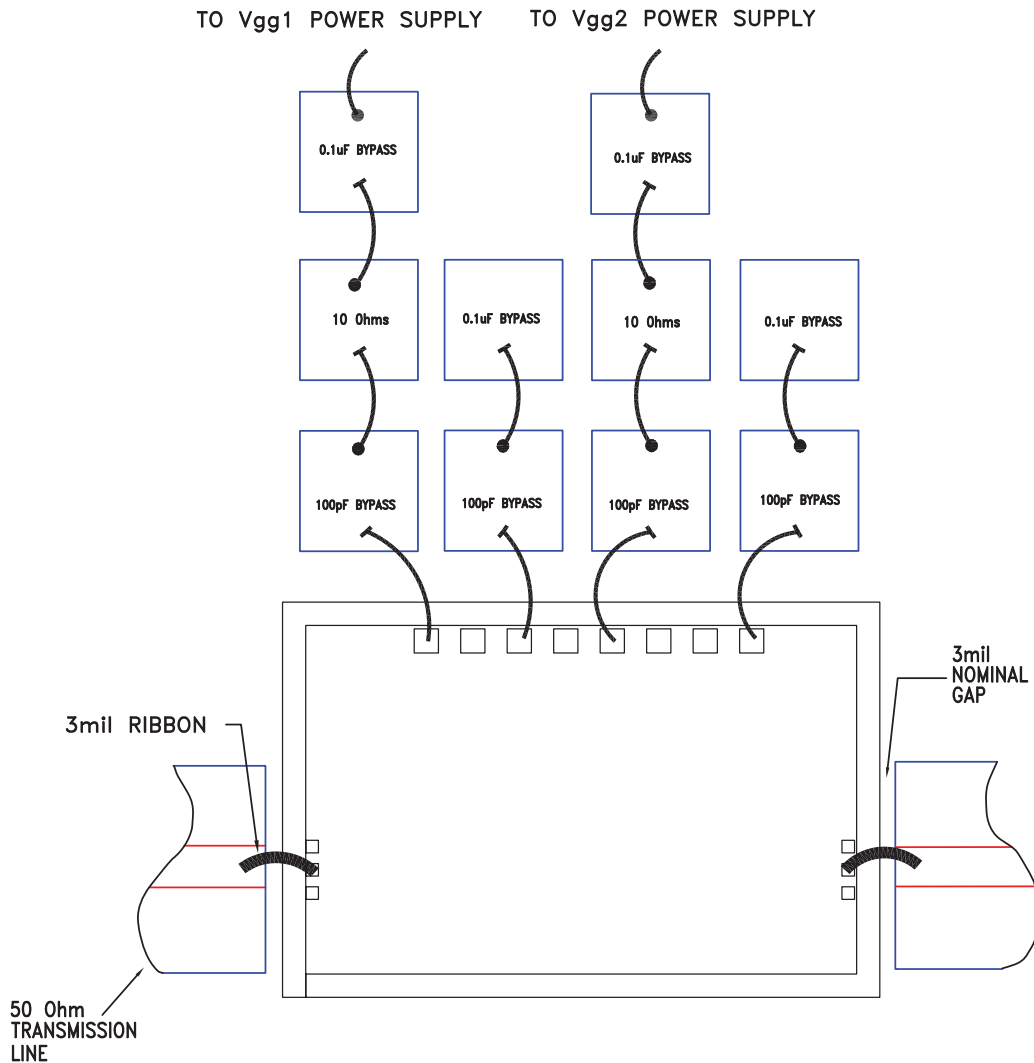 TO Vgg1 POWER SUPPLY
TO Vgg2 POWER SUPPLY
0.1uF BYPASS
0.1uF BYPASS
10 Ohms
0.1uF BYPASS
10 Ohms
0.1uF BYPASS
100pF BYPASS
100pF BYPASS
100pF BYPASS
100pF BYPASS
3mil
NOMINAL
GAP
3mil RIBBON
50 Ohm
TRANSMISSION
LINE